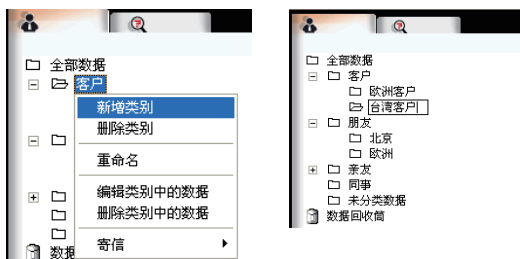 全部数据
客户
新增类别
删除类别
重命名
编辑类别中的数据
删除类别中的数据
寄信
数据
全部数据
客户
欧洲客户
台湾客户
朋友
北京
欧洲
亲友
同事
未分类数据
数据回收筒